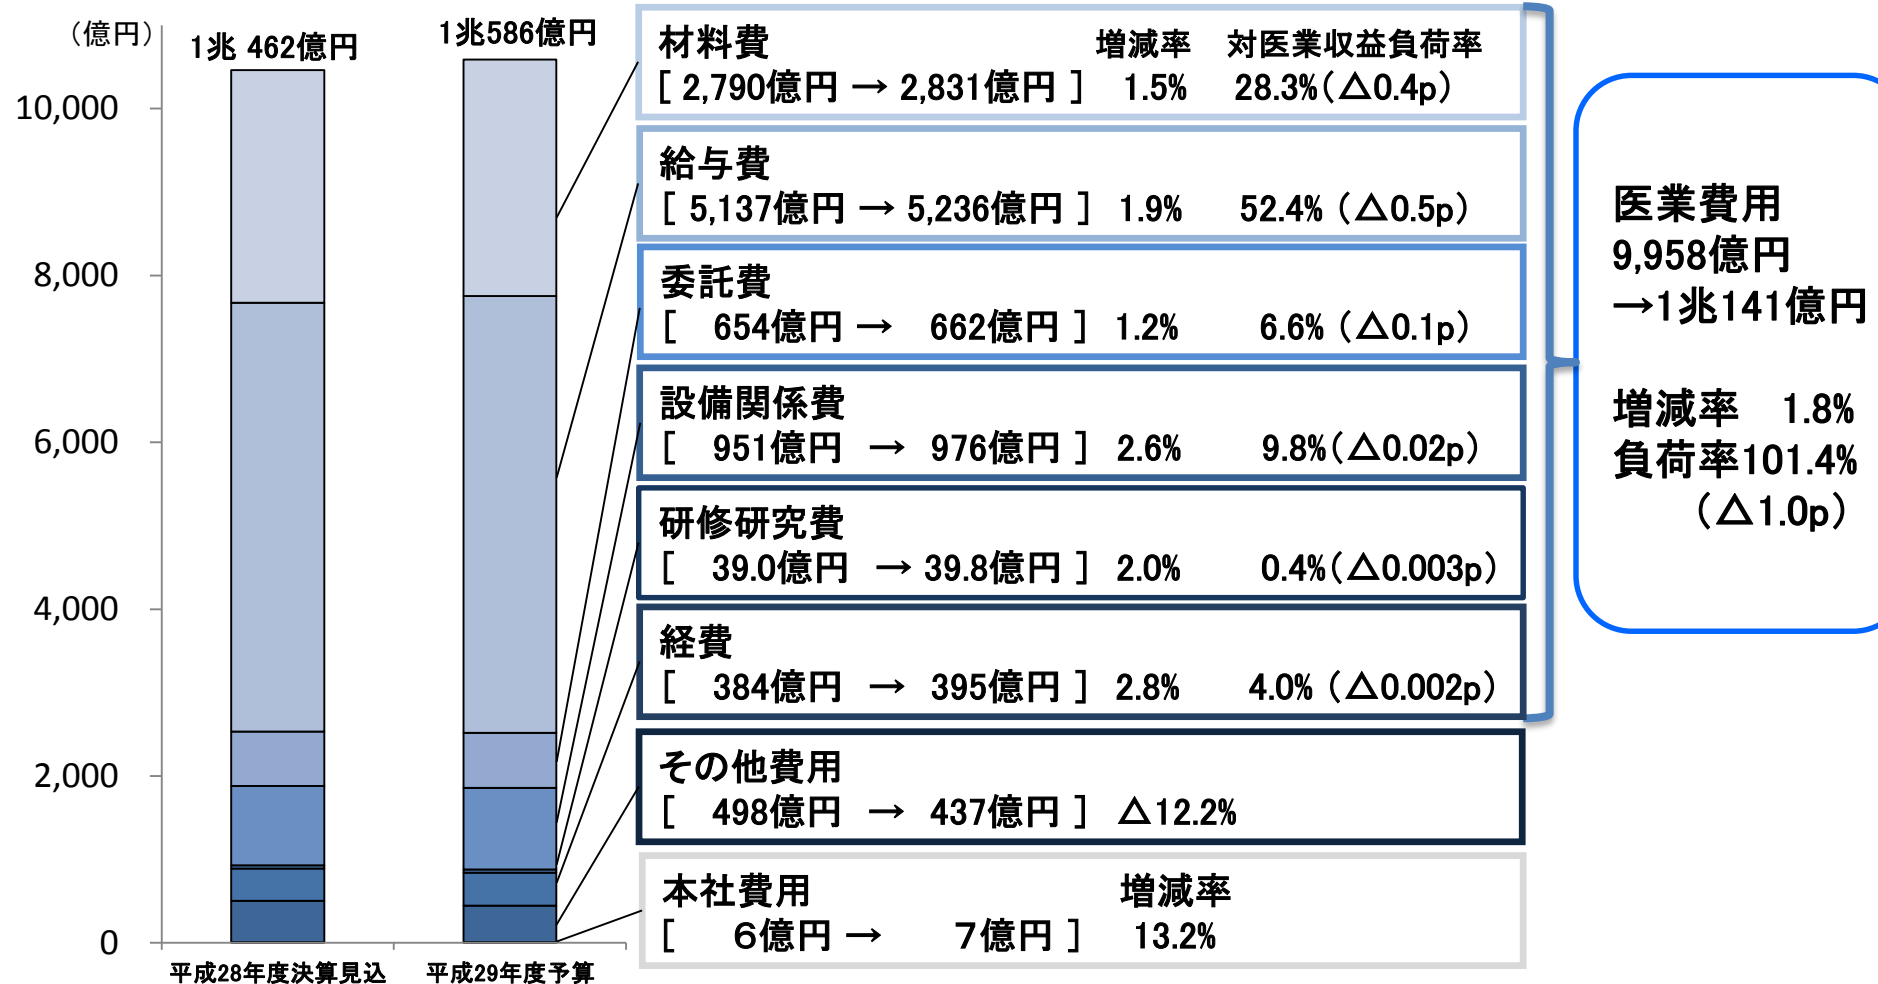 （億円）
1兆 462億円
1兆586億円
10,000
8,000
6,000
4,000
2,000
0
平成28年度決算見込
平成29年度予算
材料費 増減率 対医業収益負荷率
[ 2,790億円 → 2,831億円 ] 1.5% 28.3%（△0.4p）
給与費
[ 5,137億円 → 5,236億円 ] 1.9% 52.4%（△0.5p）
委託費
[ 654億円 → 662億円 ] 1.2% 6.6%（△0.1p）
設備関係費
[ 951億円 → 976億円 ] 2.6% 9.8%（△0.02p）
研修研究費
[ 39.0億円 → 39.8億円 ] 2.0% 0.4%（△0.003p）
経費
[ 384億円 → 395億円 ] 2.8% 4.0%（△0.002p）
その他費用
[ 498億円 → 437億円 ] △12.2%
本社費用 増減率
[ 6億円 → 7億円 ] 13.2%
医業費用
9,958億円
→1兆141億円
増減率 1.8%
負荷率101.4%
（△1.0p）